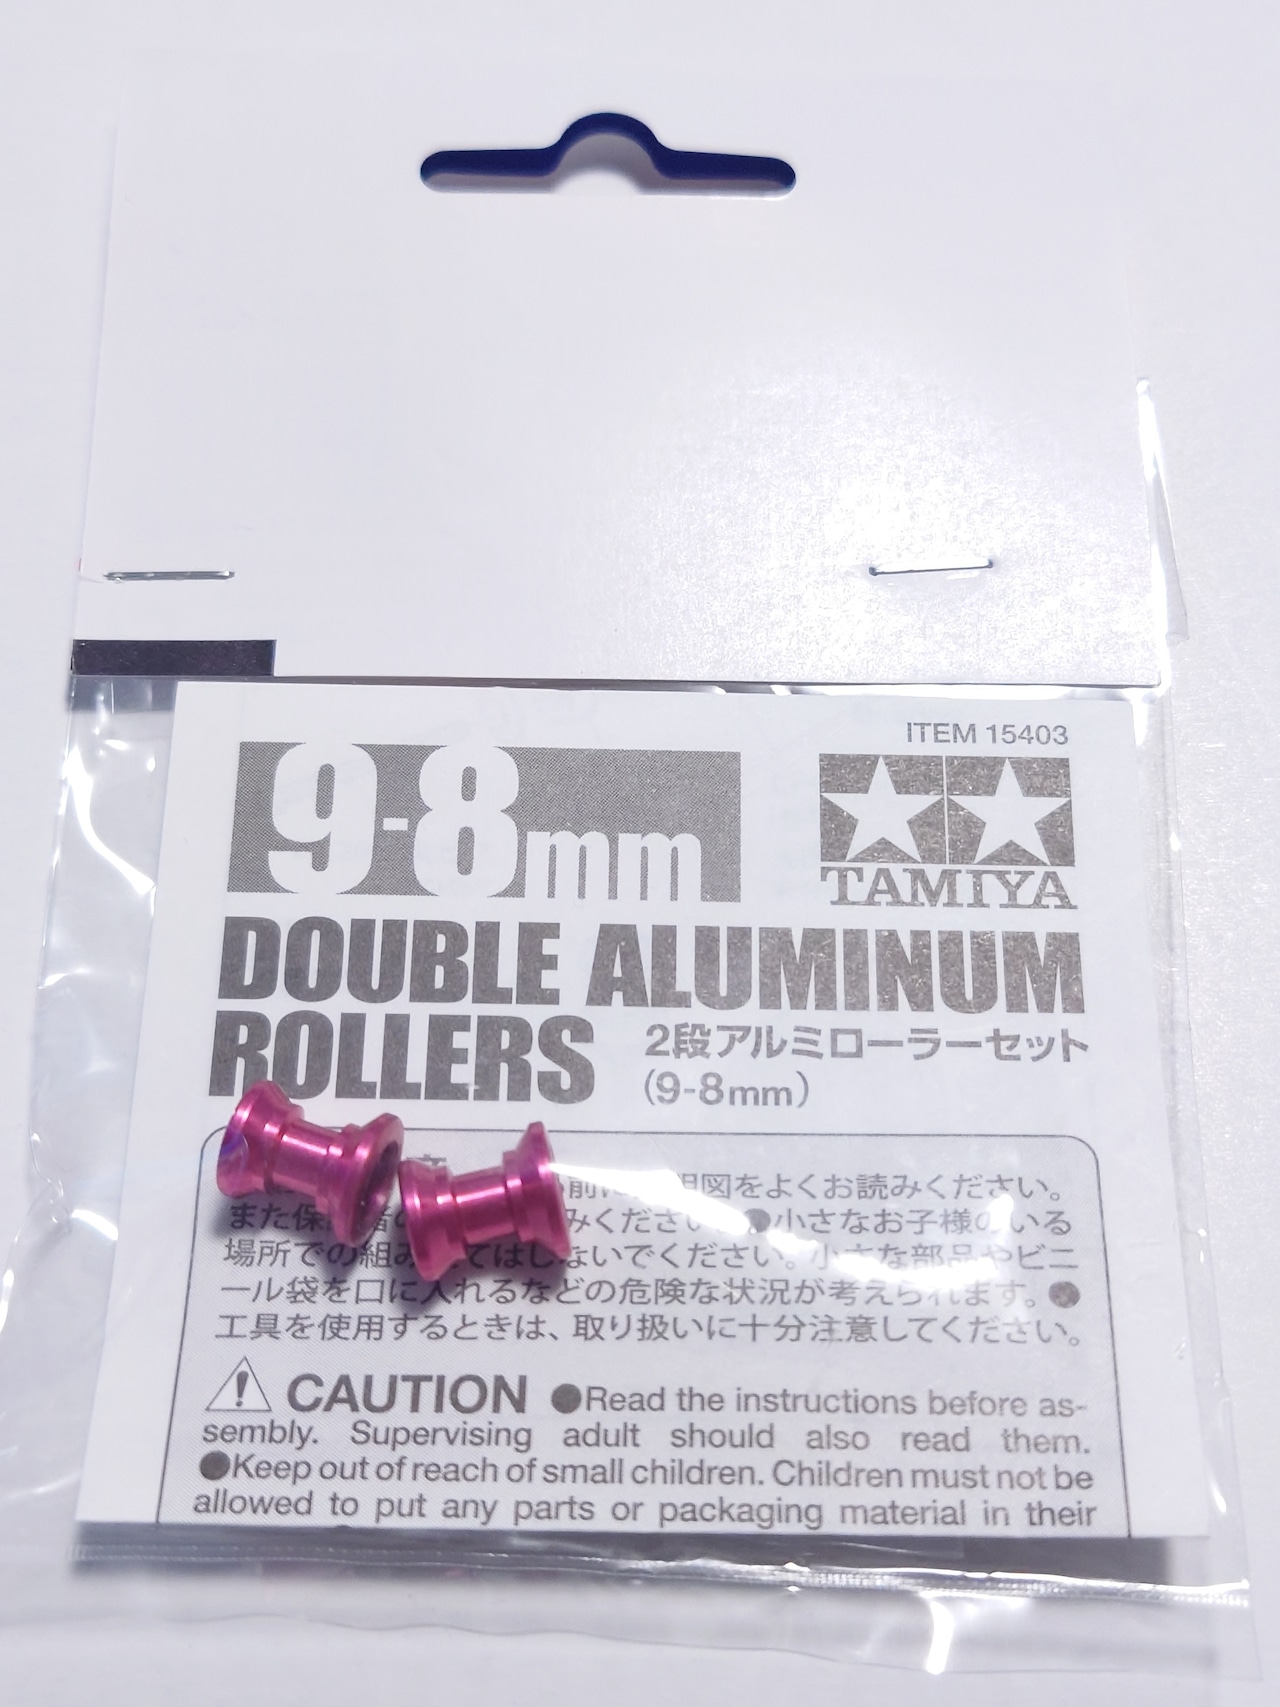 ITEM 15403
9-8mm
TAMIYA
DOUBLE ALUMINUM
ROLLERS
2段アルミローラーセット
(9-8mm)
図をよくお読みください。
また保 みください ●小さなお子様のいる
場所での組み てはしないでください。小さな部品やビニ
ール袋を口に入れるなどの危険な状況が考えられます。●
工具を使用するときは、取り扱いに十分注意してください。
CAUTION ●Read the instructions before as-
sembly. Supervising adult should also read them.
●Keep out of reach of small children. Children must not be
allowed to put any parts or packaging material in their